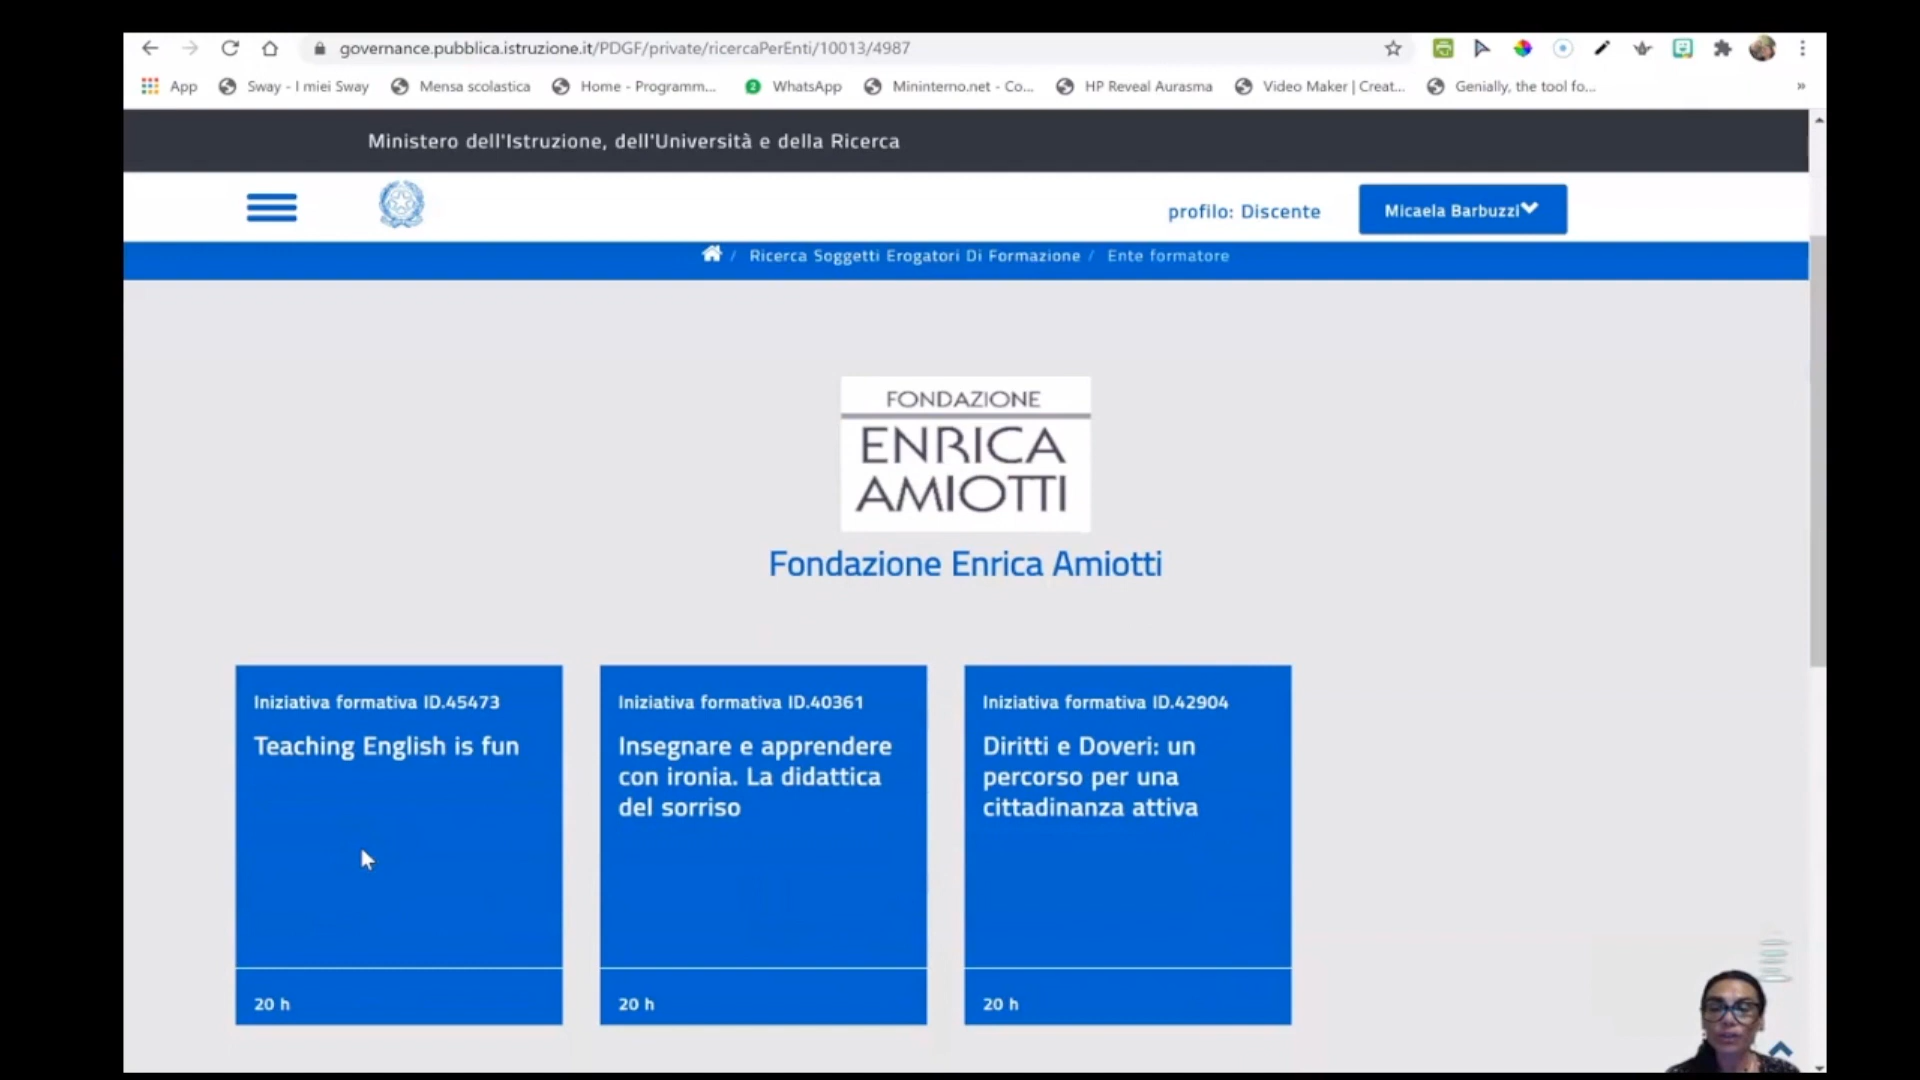 governance.pubblica.istruzione.it/PDGF/private/ricercaPerEnti/10013/4987
App Sway - I miei Sway Mensa scolastica Home - Programm... 2 WhatsApp Mininterno.net - Co... HP Reveal Aurasma Video Maker | Creat... Genially, the tool fo... »
Ministero dell'Istruzione, dell'Università e della Ricerca
profilo: Discente Micaela Barbuzzi
/ Ricerca Soggetti Erogatori Di Formazione / Ente formatore
FONDAZIONE
ENRICA
AMIOTTI
Fondazione Enrica Amiotti
Iniziativa formativa ID.45473
Teaching English is fun
20 h
Iniziativa formativa ID.40361
Insegnare e apprendere
con ironia. La didattica
del sorriso
20 h
Iniziativa formativa ID.42904
Diritti e Doveri: un
percorso per una
cittadinanza attiva
20 h